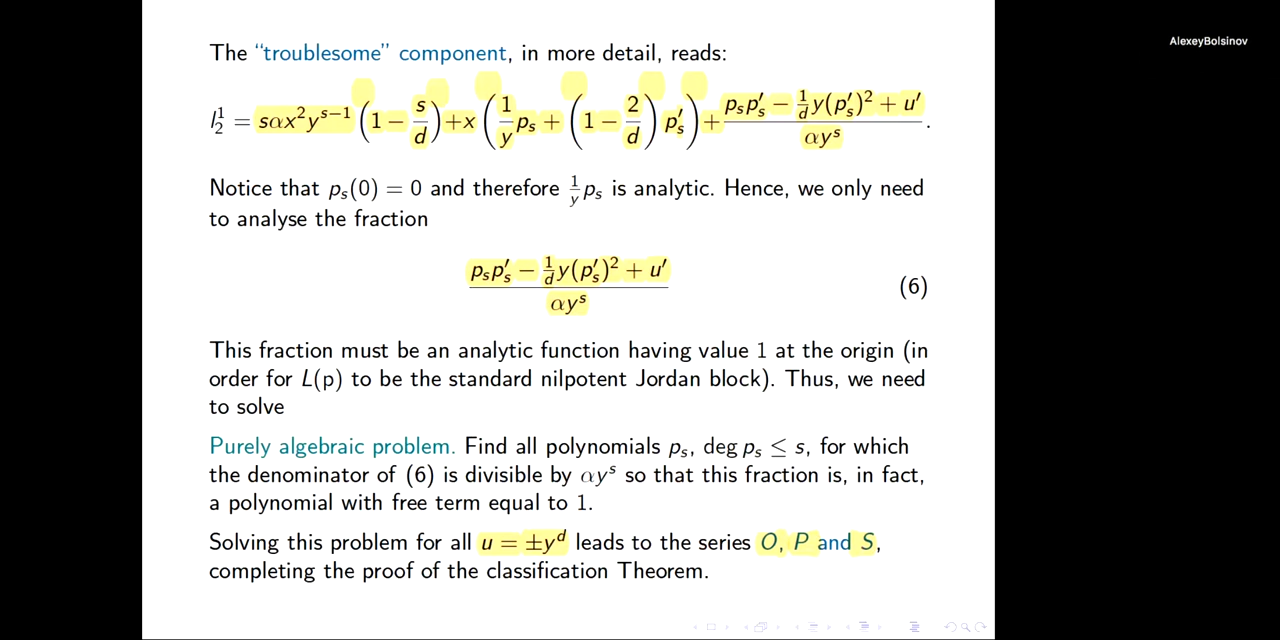 AlexeyBolsinov
The “troublesome” component, in more detail, reads:
l₂¹ = sαx²y^{s−1} (1 − s/d) + x (1/y p_s + (1 − 2/d) p′_s) + (p_s p′_s − 1/d y(p′_s)² + u′)/(αy^s).
Notice that p_s(0) = 0 and therefore 1/y p_s is analytic. Hence, we only need
to analyse the fraction
(p_s p′_s − 1/d y(p′_s)² + u′)/(αy^s) (6)
This fraction must be an analytic function having value 1 at the origin (in
order for L(p) to be the standard nilpotent Jordan block). Thus, we need
to solve
Purely algebraic problem. Find all polynomials p_s, deg p_s ≤ s, for which
the denominator of (6) is divisible by αy^s so that this fraction is, in fact,
a polynomial with free term equal to 1.
Solving this problem for all u = ±y^d leads to the series O, P and S,
completing the proof of the classification Theorem.